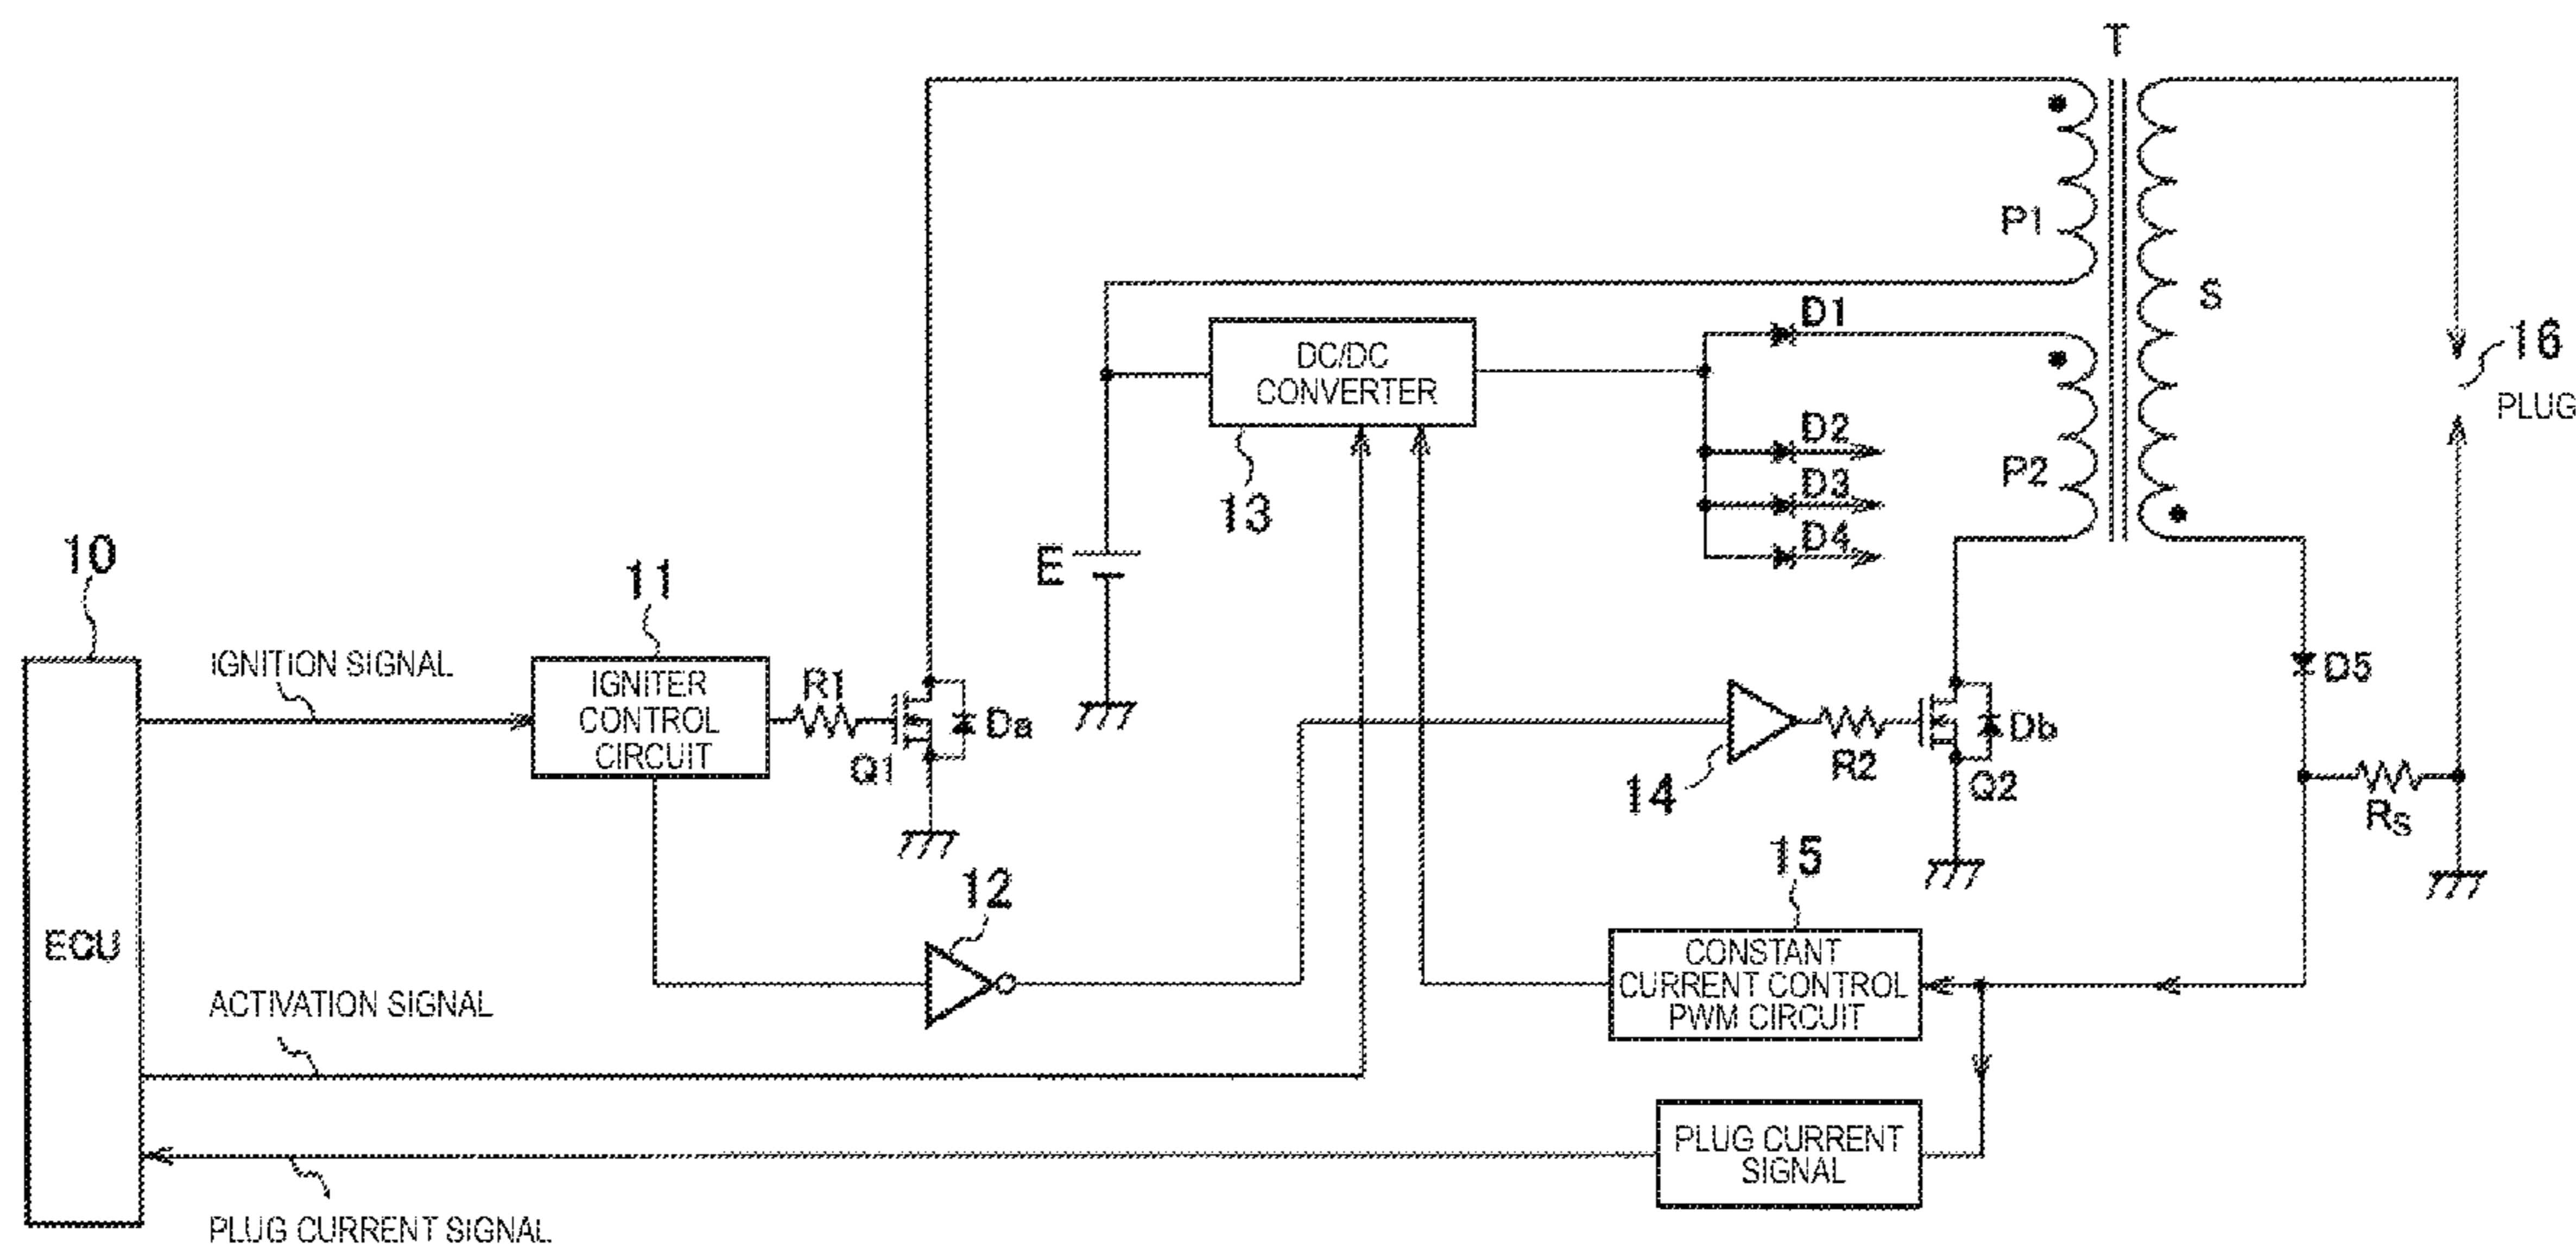 T
P1
S
D1
16
PLUG
DC/DC
CONVERTER
D2
P2
D3
13
D4
10
E
11
IGNITION SIGNAL
IGNITER
CONTROL
CIRCUIT
R1
D5
Da
Q1
Db
R2
Q2
14
RS
15
12
ECU
CONSTANT
CURRENT CONTROL
PWM CIRCUIT
ACTIVATION SIGNAL
PLUG CURRENT
SIGNAL
PLUG CURRENT SIGNAL